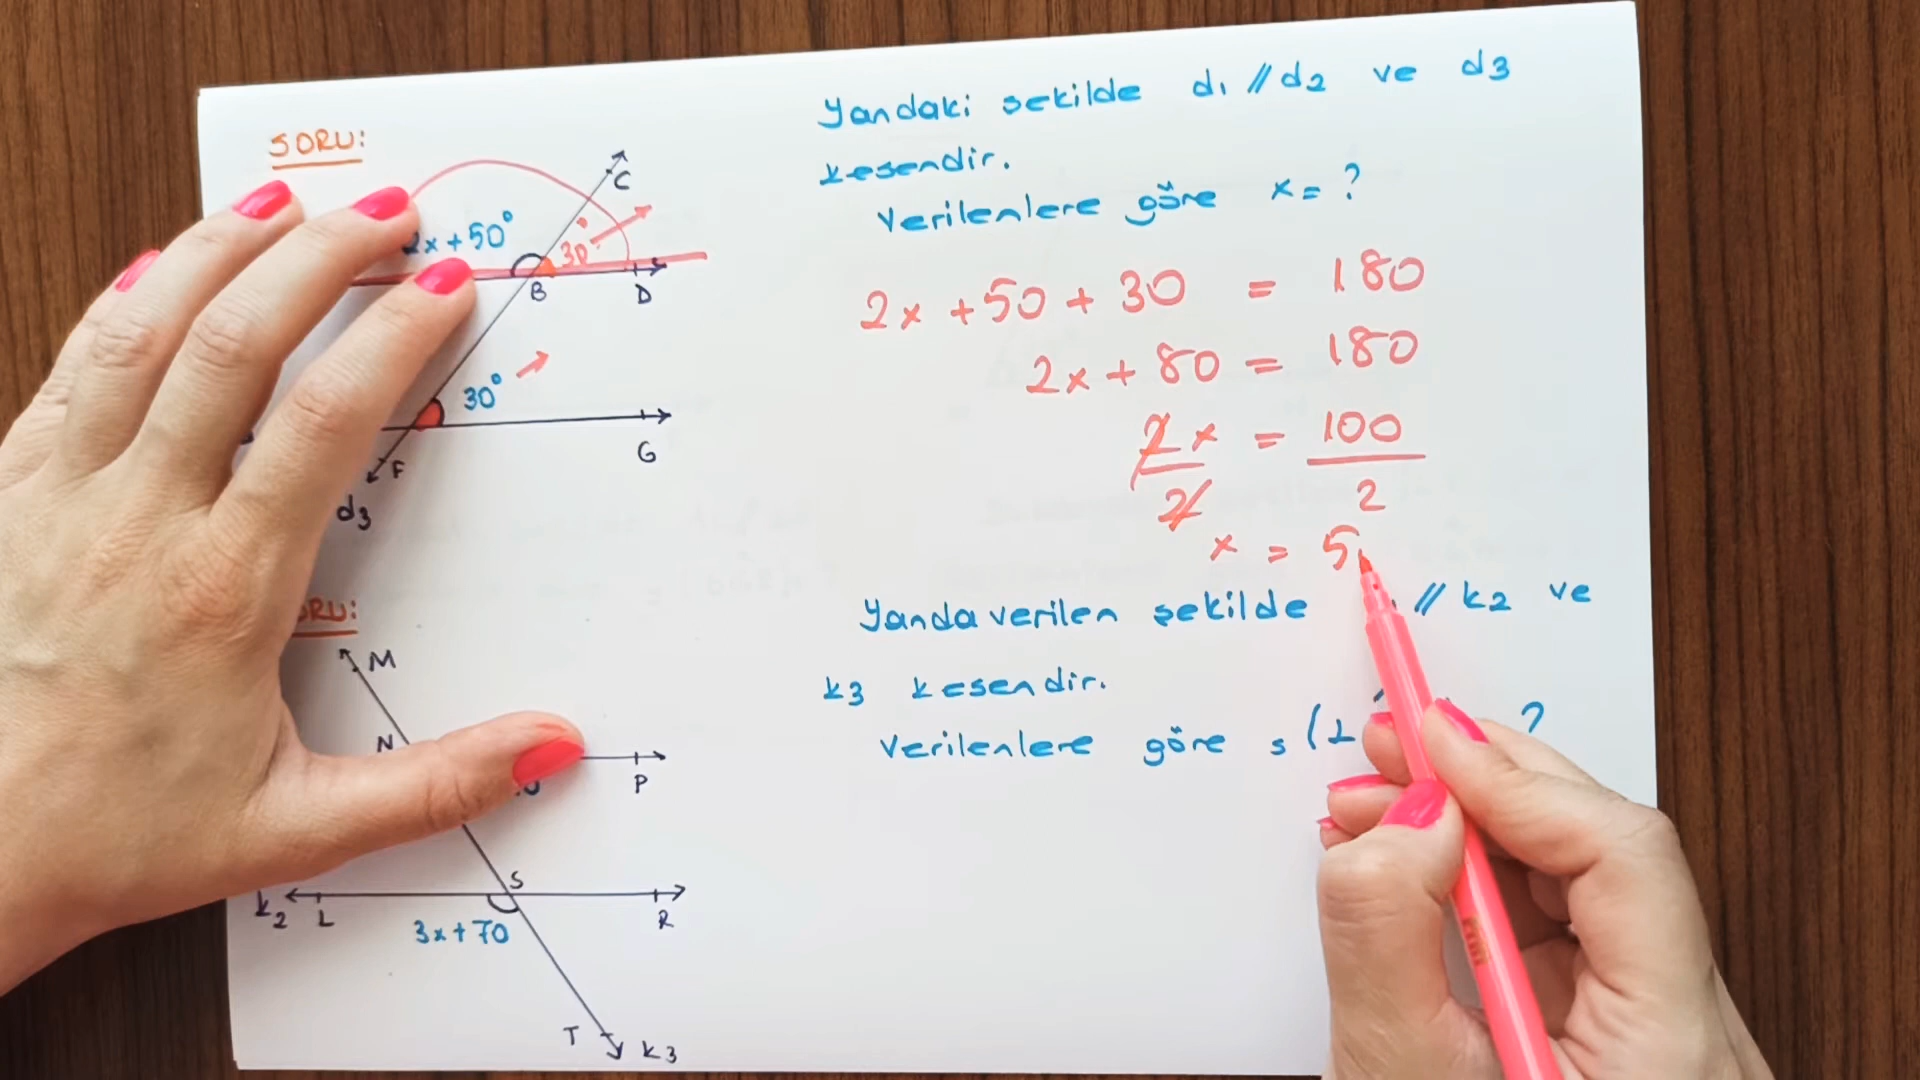 SORU:
Yandaki şekilde d1 // d2 ve d3
kesendir.
Verilenlere göre x = ?
C
2x + 50°
30°
B
D
30°
G
F
d3
2x + 50 + 30 = 180
2x + 80 = 180
2x = 100
2 2
x = 5
ORU:
Yanda verilen şekilde // k2 ve
k3 kesendir.
Verilenlere göre s( ?
M
N
P
S
k2
L
R
3x + 70
T
k3